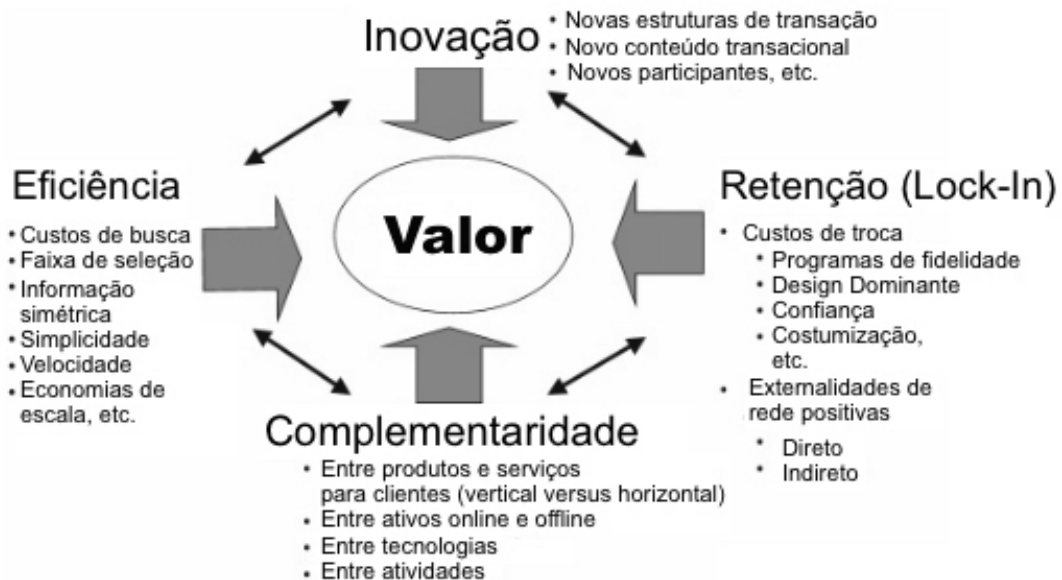 Inovação
• Novas estruturas de transação
• Novo conteúdo transacional
• Novos participantes, etc.
Eficiência
• Custos de busca
• Faixa de seleção
• Informação
simétrica
• Simplicidade
• Velocidade
• Economias de
escala, etc.
Valor
Retenção (Lock-In)
• Custos de troca
• Programas de fidelidade
• Design Dominante
• Confiança
• Costumização,
etc.
• Externalidades de
rede positivas
• Direto
• Indireto
Complementaridade
• Entre produtos e serviços
para clientes (vertical versus horizontal)
• Entre ativos online e offline
• Entre tecnologias
• Entre atividades